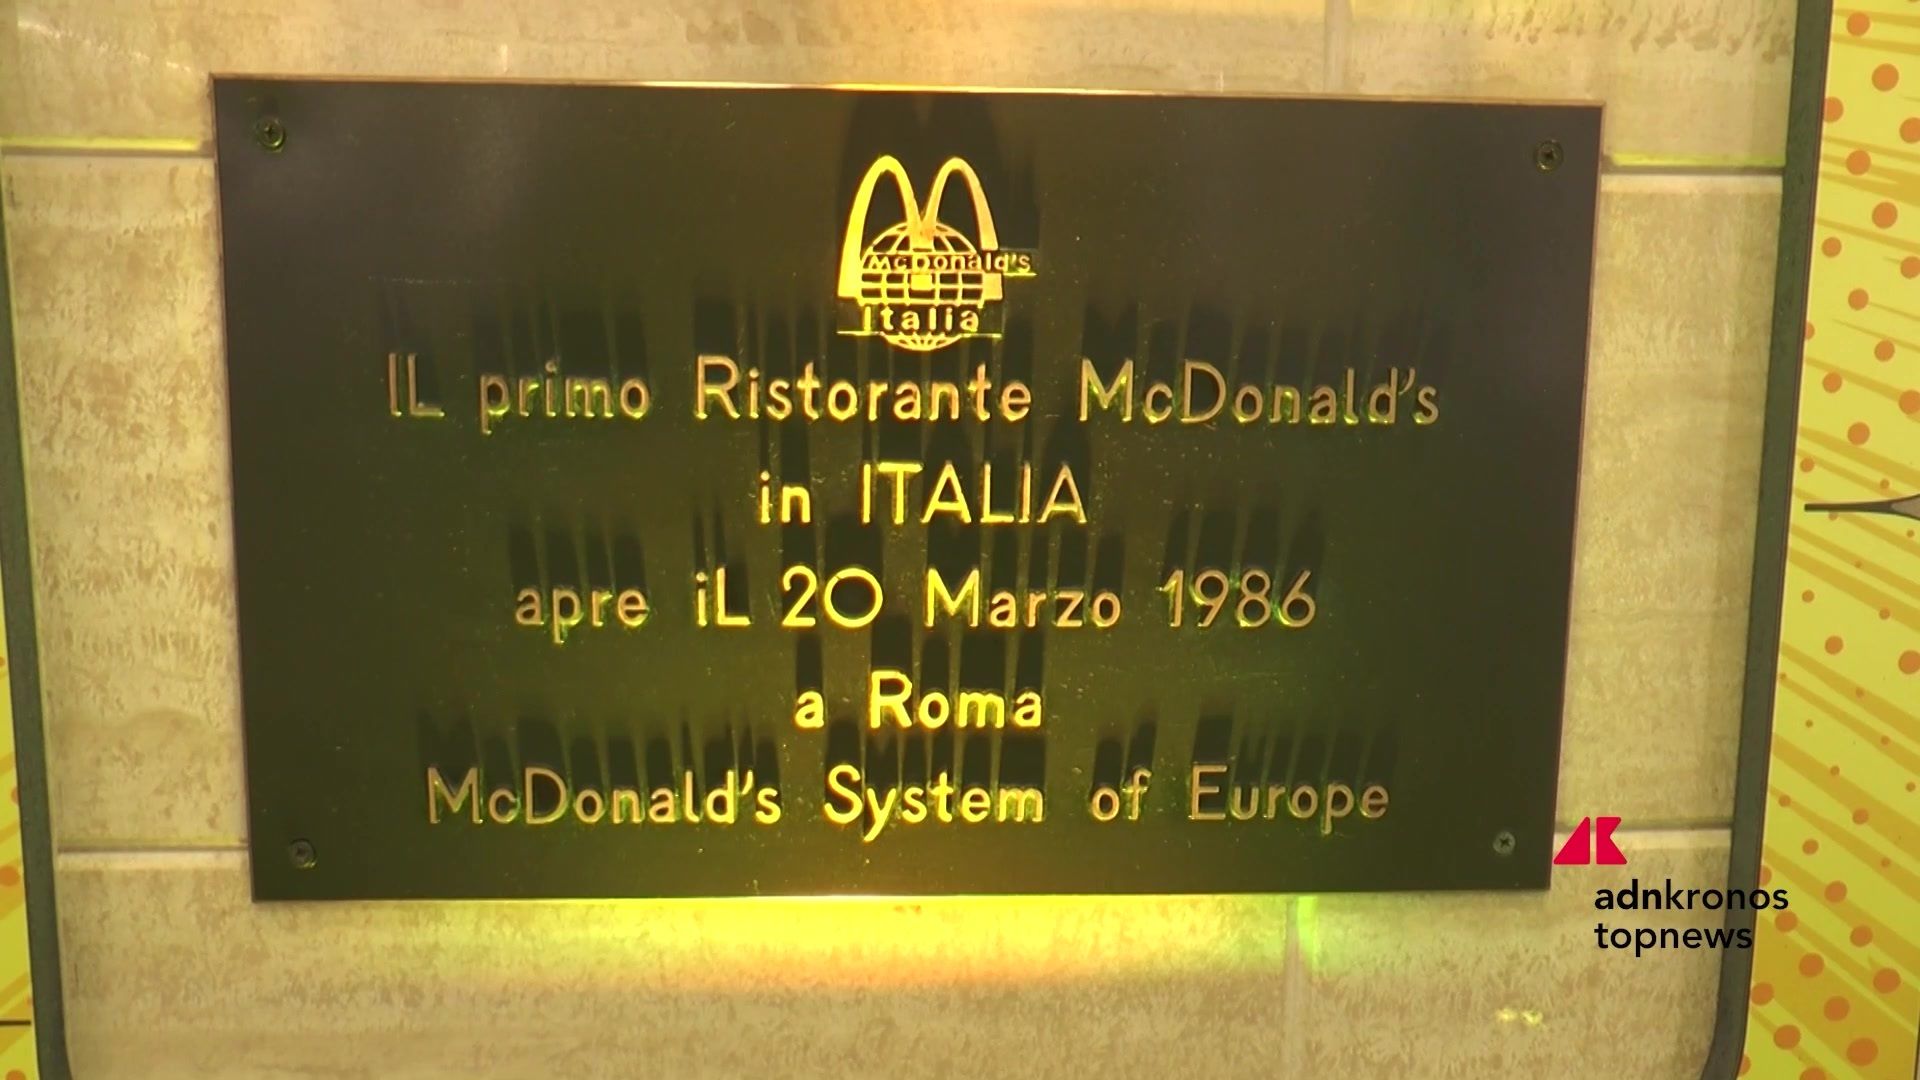 McDonald's
Italia
IL primo Ristorante McDonald's
in ITALIA
apre iL 20 Marzo 1986
a Roma
McDonald's System of Europe
adnkronos
topnews